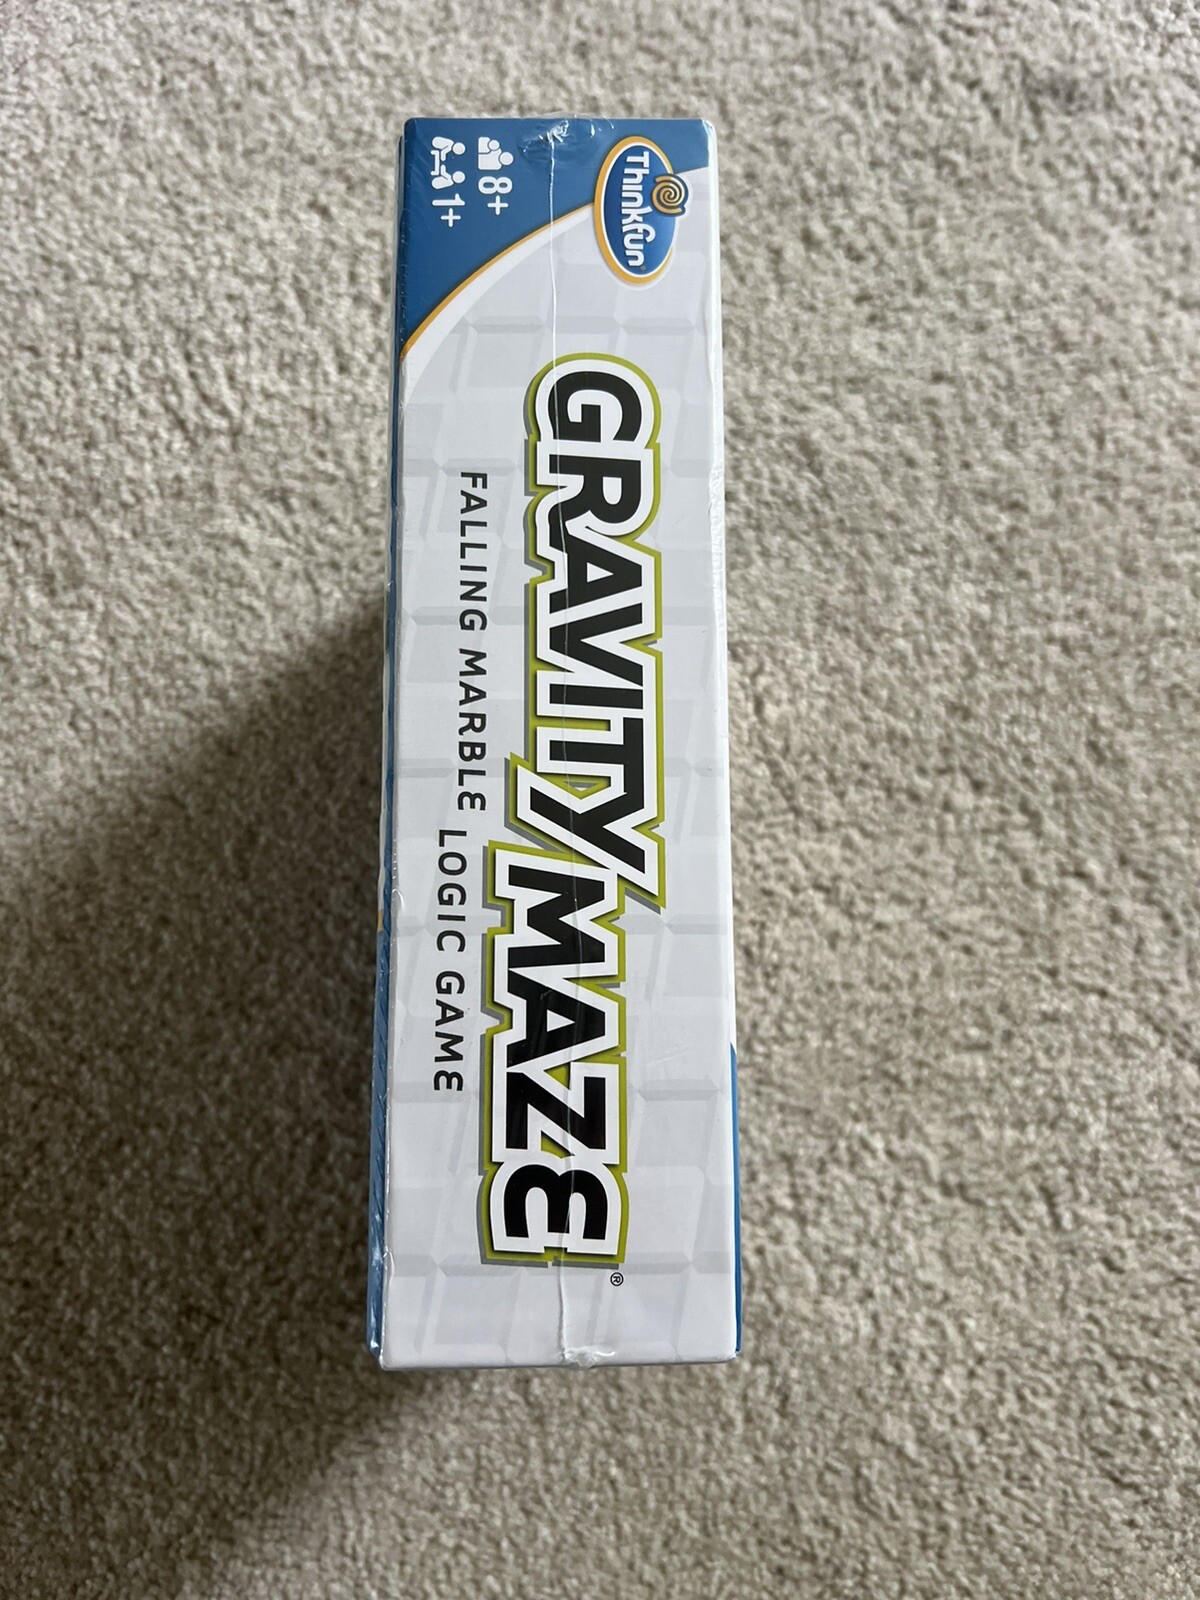 ThinkFun®
8+
1+
GRAVITY MAZE®
FALLING MARBLE LOGIC GAME